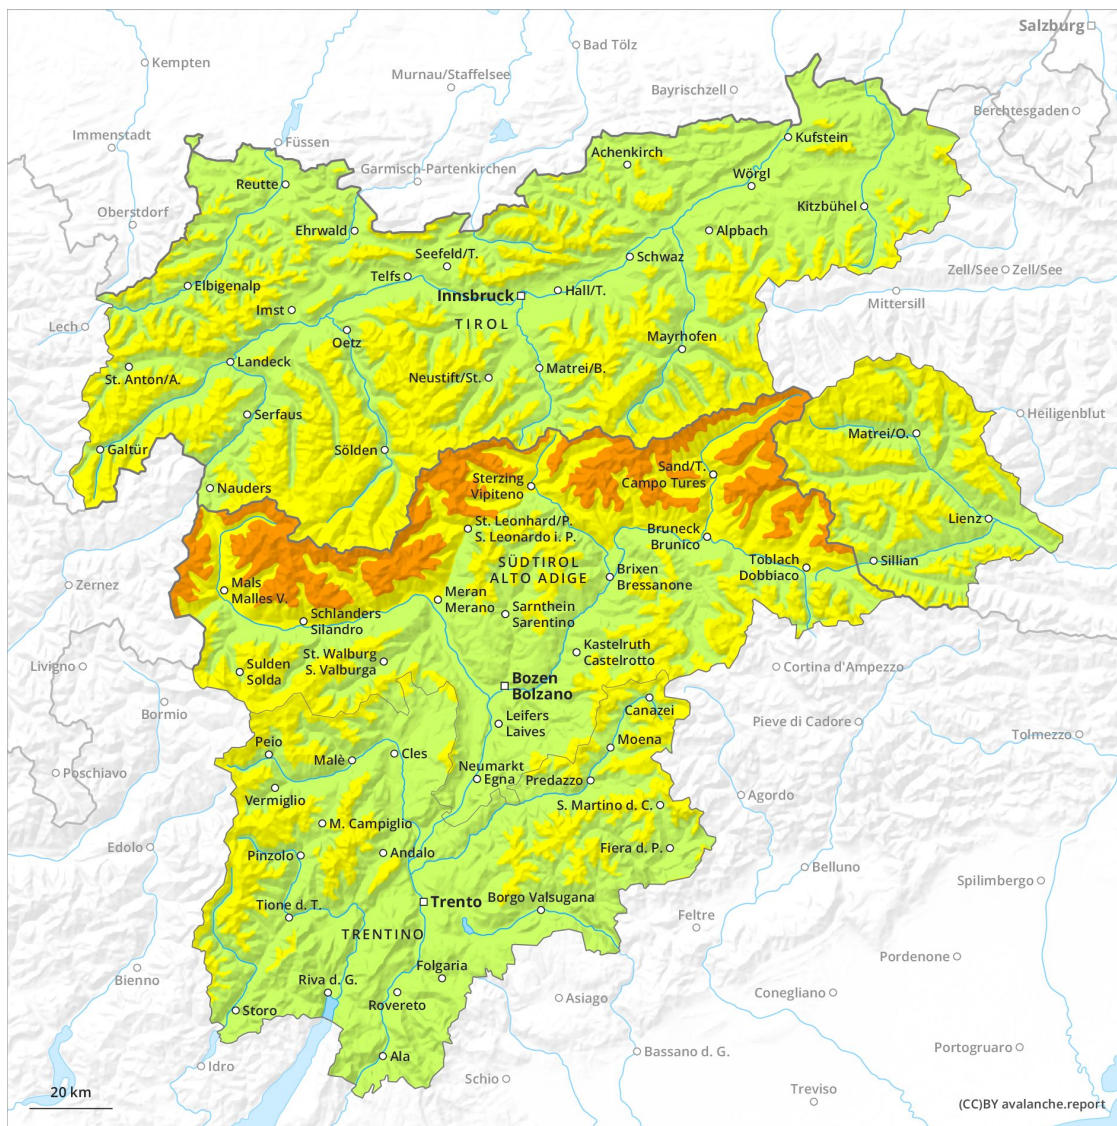 Salzburg
Bad Tölz
Kempten
Murnau/Staffelsee
Bayrischzell
Berchtesgaden
Immenstadt
Füssen
Kufstein
Achenkirch
Garmisch-Partenkirchen
Wörgl
Reutte
Kitzbühel
Oberstdorf
Ehrwald
Alpbach
Seefeld/T.
Schwaz
Zell/See
Zell/See
Telfs
Elbigenalp
Innsbruck
Hall/T.
Mittersill
Imst
TIROL
Lech
Oetz
Mayrhofen
Landeck
Matrei/B.
St. Anton/A.
Neustift/St.
Serfaus
Heiligenblut
Matrei/O.
Galtür
Sölden
Sand/T.
Campo Tures
Sterzing
Vipiteno
Nauders
Lienz
St. Leonhard/P.
S. Leonardo i. P.
Bruneck
Brunico
Toblach
Dobbiaco
Sillian
SÜDTIROL
ALTO ADIGE
Brixen
Bressanone
Zernez
Mals
Malles V.
Meran
Merano
Sarnthein
Sarentino
Schlanders
Silandro
Kastelruth
Castelrotto
St. Walburg
S. Valburga
Livigno
Sulden
Solda
Cortina d'Ampezzo
Bozen
Bolzano
Canazei
Bormio
Leifers
Laives
Pieve di Cadore
Tolmezzo
Peio
Moena
Malè
Cles
Poschiavo
Neumarkt
Egna
Predazzo
Vermiglio
Agordo
S. Martino d. C.
M. Campiglio
Edolo
Pinzolo
Andalo
Fiera d. P.
Belluno
Spilimbergo
Trento
Borgo Valsugana
Tione d. T.
Feltre
TRENTINO
Pordenone
Folgaria
Bienno
Riva d. G.
Rovereto
Asiago
Conegliano
Storo
Ala
Bassano d. G.
Portogruaro
Idro
Schio
Treviso
20 km
(CC)BY avalanche.report